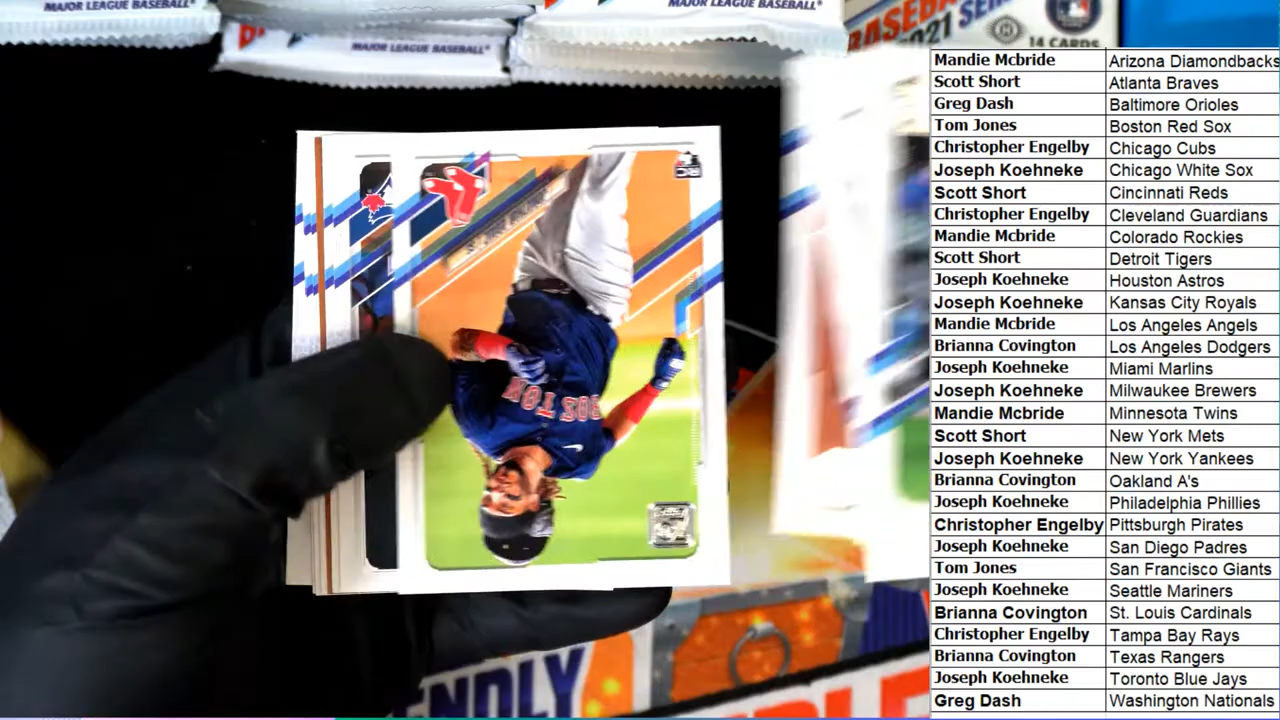 MAJOR LEAGUE BASEBALL
MAJOR LEAGUE BASEBALL
MAJOR LEAGUE BASEBALL
2021 SERI
14 CARDS
RC
BOSTON
Mandie Mcbride Arizona Diamondbacks
Scott Short Atlanta Braves
Greg Dash Baltimore Orioles
Tom Jones Boston Red Sox
Christopher Engelby Chicago Cubs
Joseph Koehneke Chicago White Sox
Scott Short Cincinnati Reds
Christopher Engelby Cleveland Guardians
Mandie Mcbride Colorado Rockies
Scott Short Detroit Tigers
Joseph Koehneke Houston Astros
Joseph Koehneke Kansas City Royals
Mandie Mcbride Los Angeles Angels
Brianna Covington Los Angeles Dodgers
Joseph Koehneke Miami Marlins
Joseph Koehneke Milwaukee Brewers
Mandie Mcbride Minnesota Twins
Scott Short New York Mets
Joseph Koehneke New York Yankees
Brianna Covington Oakland A's
Joseph Koehneke Philadelphia Phillies
Christopher Engelby Pittsburgh Pirates
Joseph Koehneke San Diego Padres
Tom Jones San Francisco Giants
Joseph Koehneke Seattle Mariners
Brianna Covington St. Louis Cardinals
Christopher Engelby Tampa Bay Rays
Brianna Covington Texas Rangers
Joseph Koehneke Toronto Blue Jays
Greg Dash Washington Nationals
ENDLY